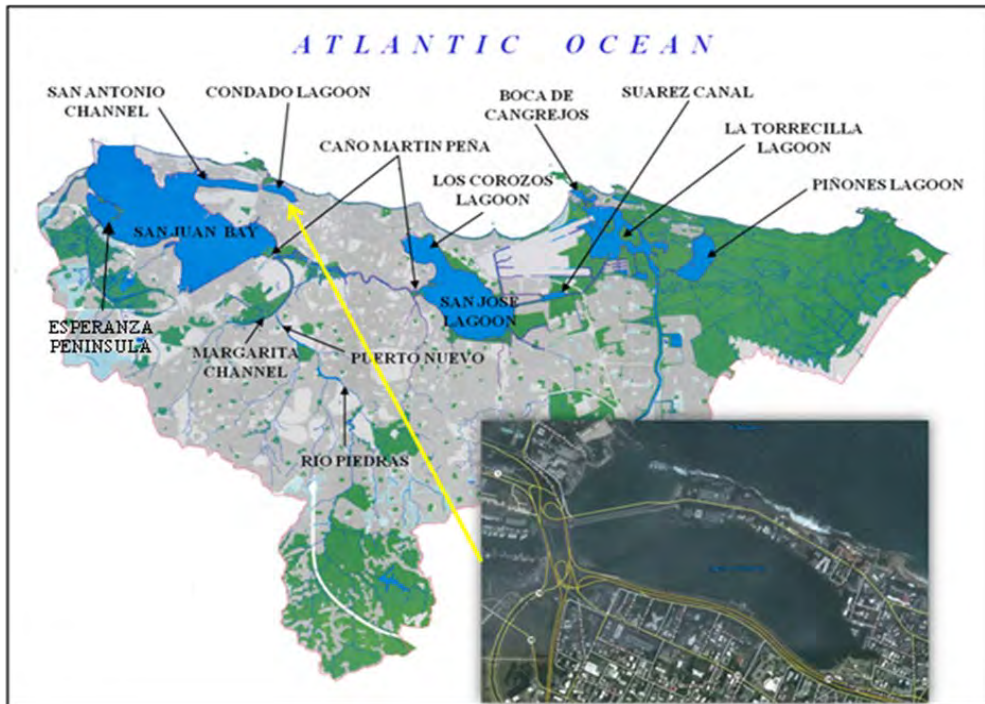 ATLANTIC OCEAN
SAN ANTONIO
CHANNEL
CONDADO LAGOON
BOCA DE
CANGREJOS
SUAREZ CANAL
CAÑO MARTIN PEÑA
LA TORRECILLA
LAGOON
LOS COROZOS
LAGOON
PIÑONES LAGOON
SAN JUAN BAY
SAN JOSE
LAGOON
ESPERANZA
PENINSULA
MARGARITA
CHANNEL
PUERTO NUEVO
RIO PIEDRAS